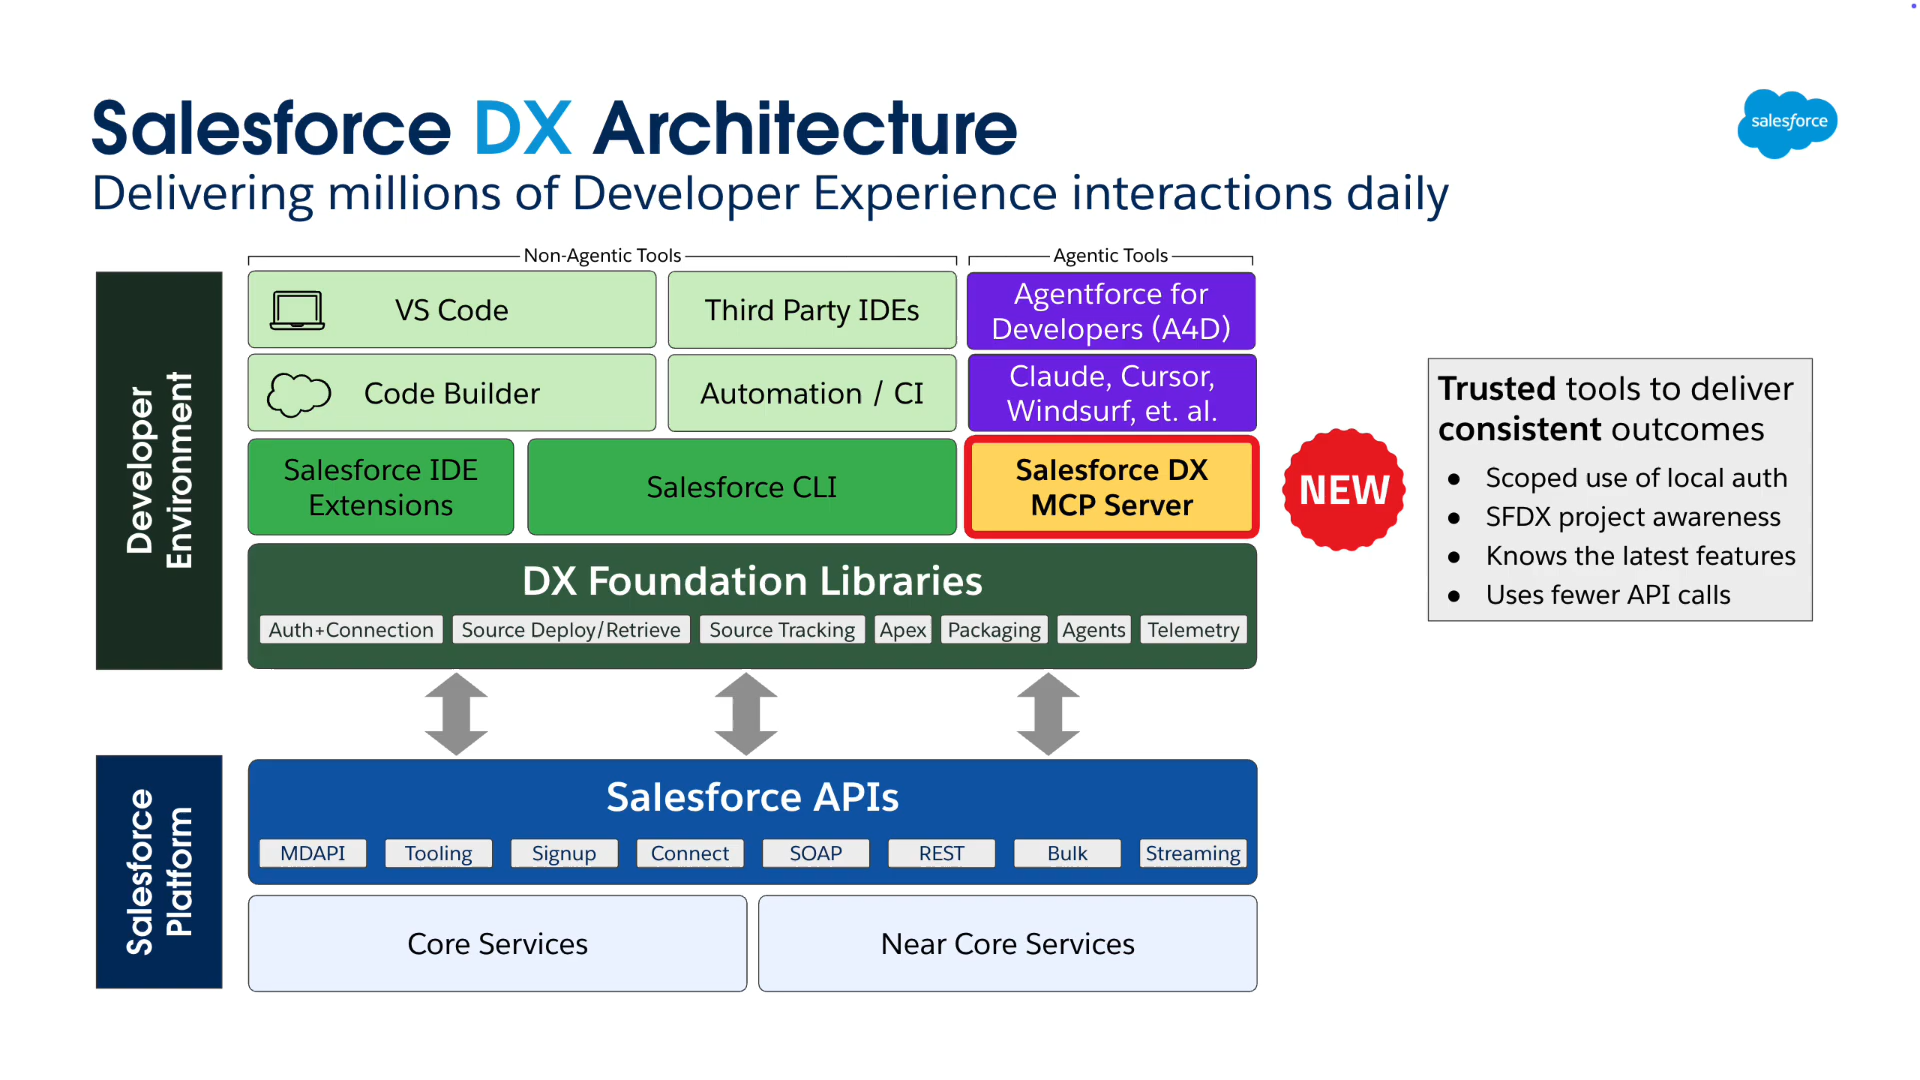 Salesforce DX Architecture
salesforce
Delivering millions of Developer Experience interactions daily
Non-Agentic Tools
Agentic Tools
Developer
Environment
VS Code
Third Party IDEs
Agentforce for
Developers (A4D)
Code Builder
Automation / CI
Claude, Cursor,
Windsurf, et. al.
Salesforce IDE
Extensions
Salesforce CLI
Salesforce DX
MCP Server
NEW
Trusted tools to deliver
consistent outcomes
● Scoped use of local auth
● SFDX project awareness
● Knows the latest features
● Uses fewer API calls
DX Foundation Libraries
Auth+Connection
Source Deploy/Retrieve
Source Tracking
Apex
Packaging
Agents
Telemetry
Salesforce
Platform
Salesforce APIs
MDAPI
Tooling
Signup
Connect
SOAP
REST
Bulk
Streaming
Core Services
Near Core Services